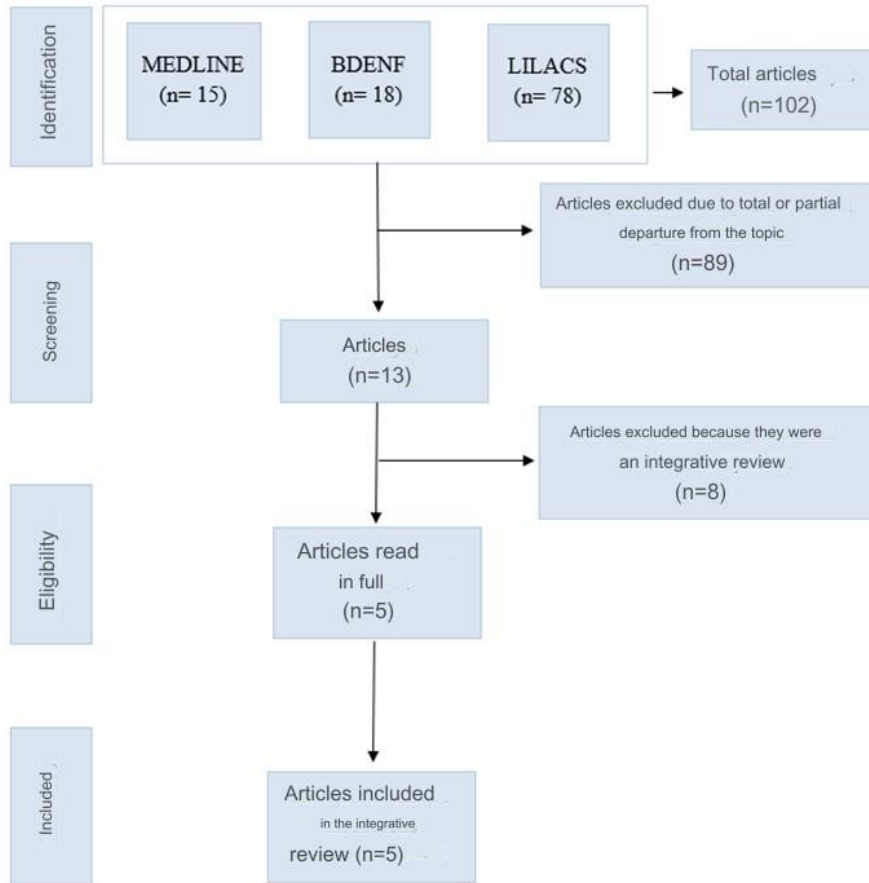 Identification
MEDLINE
(n= 15)
BDENF
(n= 18)
LILACS
(n= 78)
Total articles
(n=102)
Articles excluded due to total or partial
departure from the topic
(n=89)
Screening
Articles
(n=13)
Articles excluded because they were
an integrative review
(n=8)
Eligibility
Articles read
in full
(n=5)
Included
Articles included
in the integrative
review (n=5)